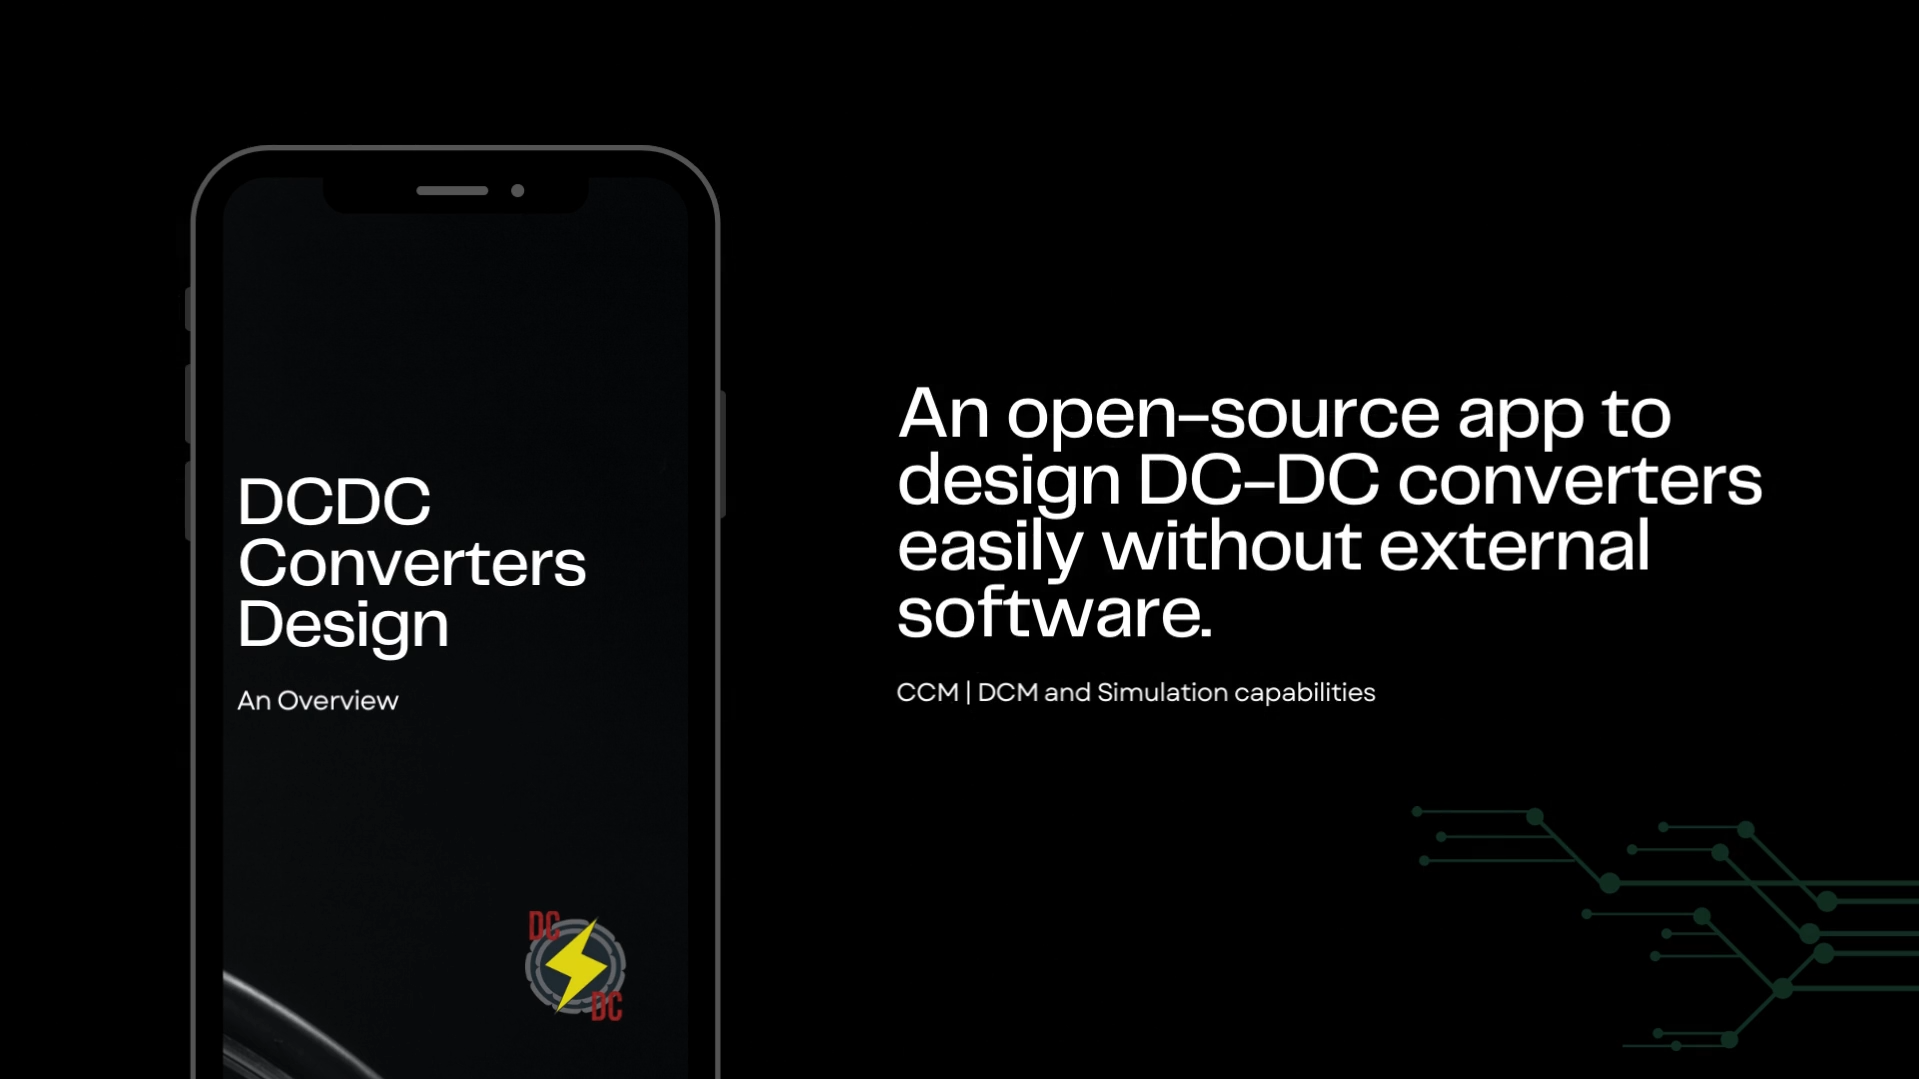 DCDC
Converters
Design
An Overview
DC
DC
An open-source app to
design DC-DC converters
easily without external
software.
CCM | DCM and Simulation capabilities